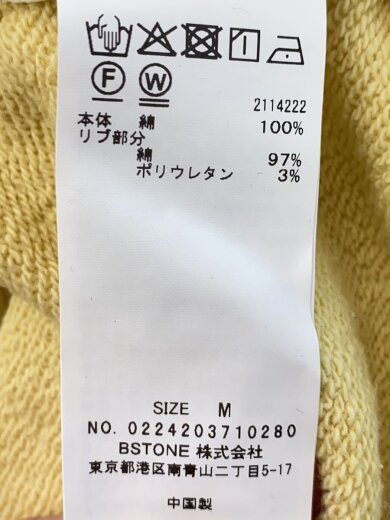 F W
2114222
本体 綿 100%
リブ部分
綿 97%
ポリウレタン 3%
SIZE M
NO. 0224203710280
BSTONE 株式会社
東京都港区南青山二丁目5-17
中国製